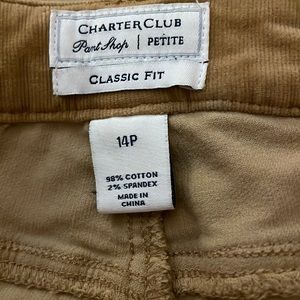 CHARTER CLUB
Pant Shop | PETITE
CLASSIC FIT
14P
98% COTTON
2% SPANDEX
MADE IN
CHINA